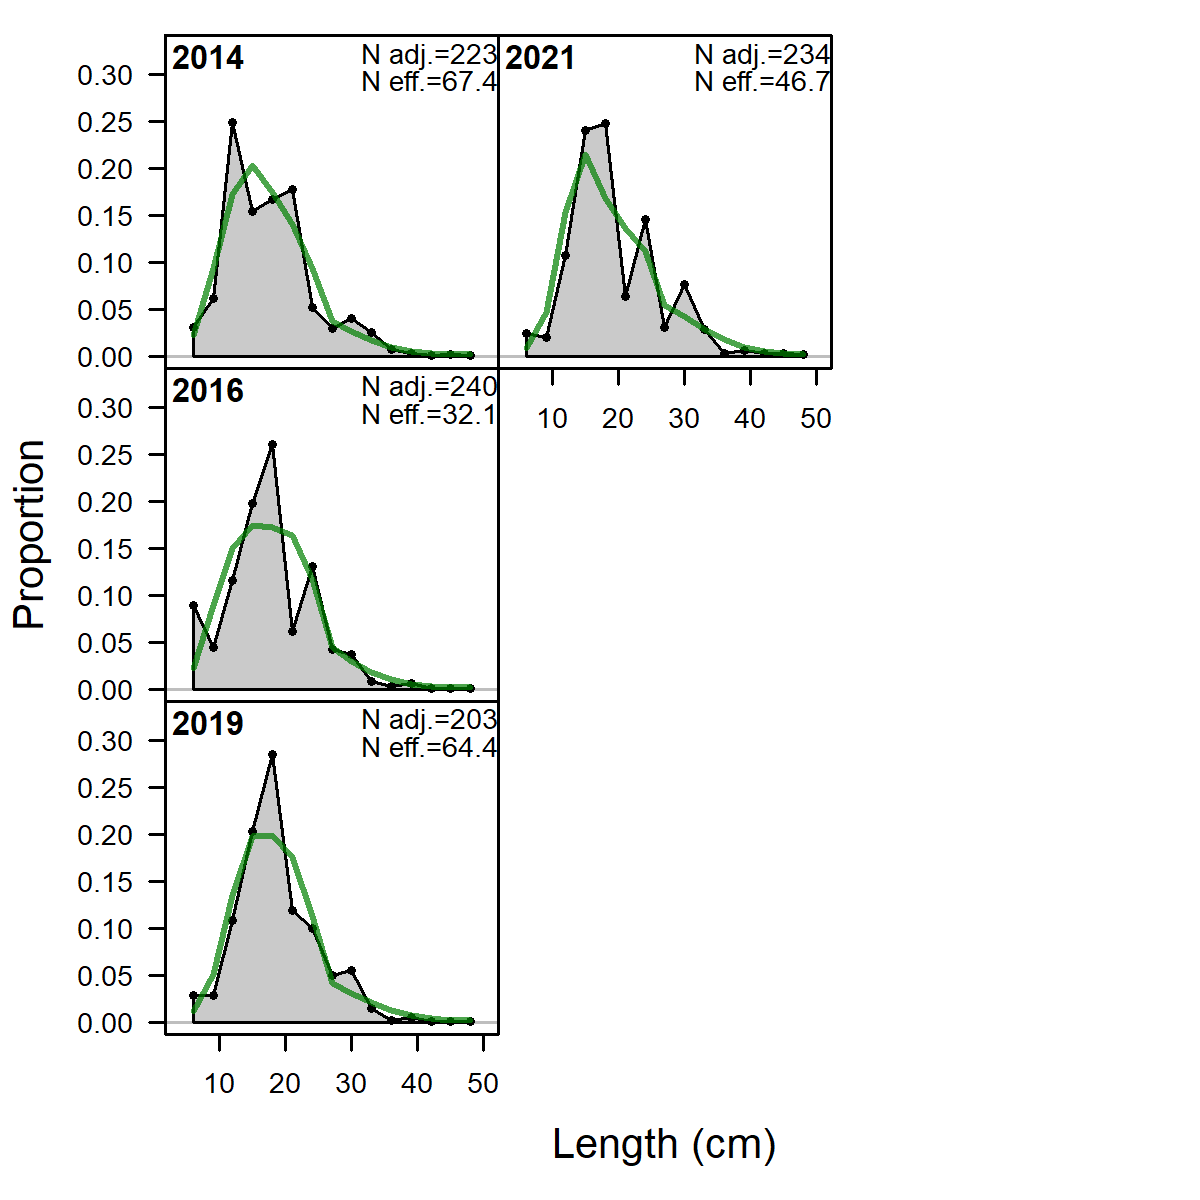 2014
N adj.=223
N eff.=67.4
0.30
0.25
0.20
0.15
0.10
0.05
0.00
2021
N adj.=234
N eff.=46.7
10 20 30 40 50
2016
N adj.=240
N eff.=32.1
0.30
0.25
0.20
0.15
0.10
0.05
0.00
2019
N adj.=203
N eff.=64.4
0.30
0.25
0.20
0.15
0.10
0.05
0.00
10 20 30 40 50
Proportion
Length (cm)